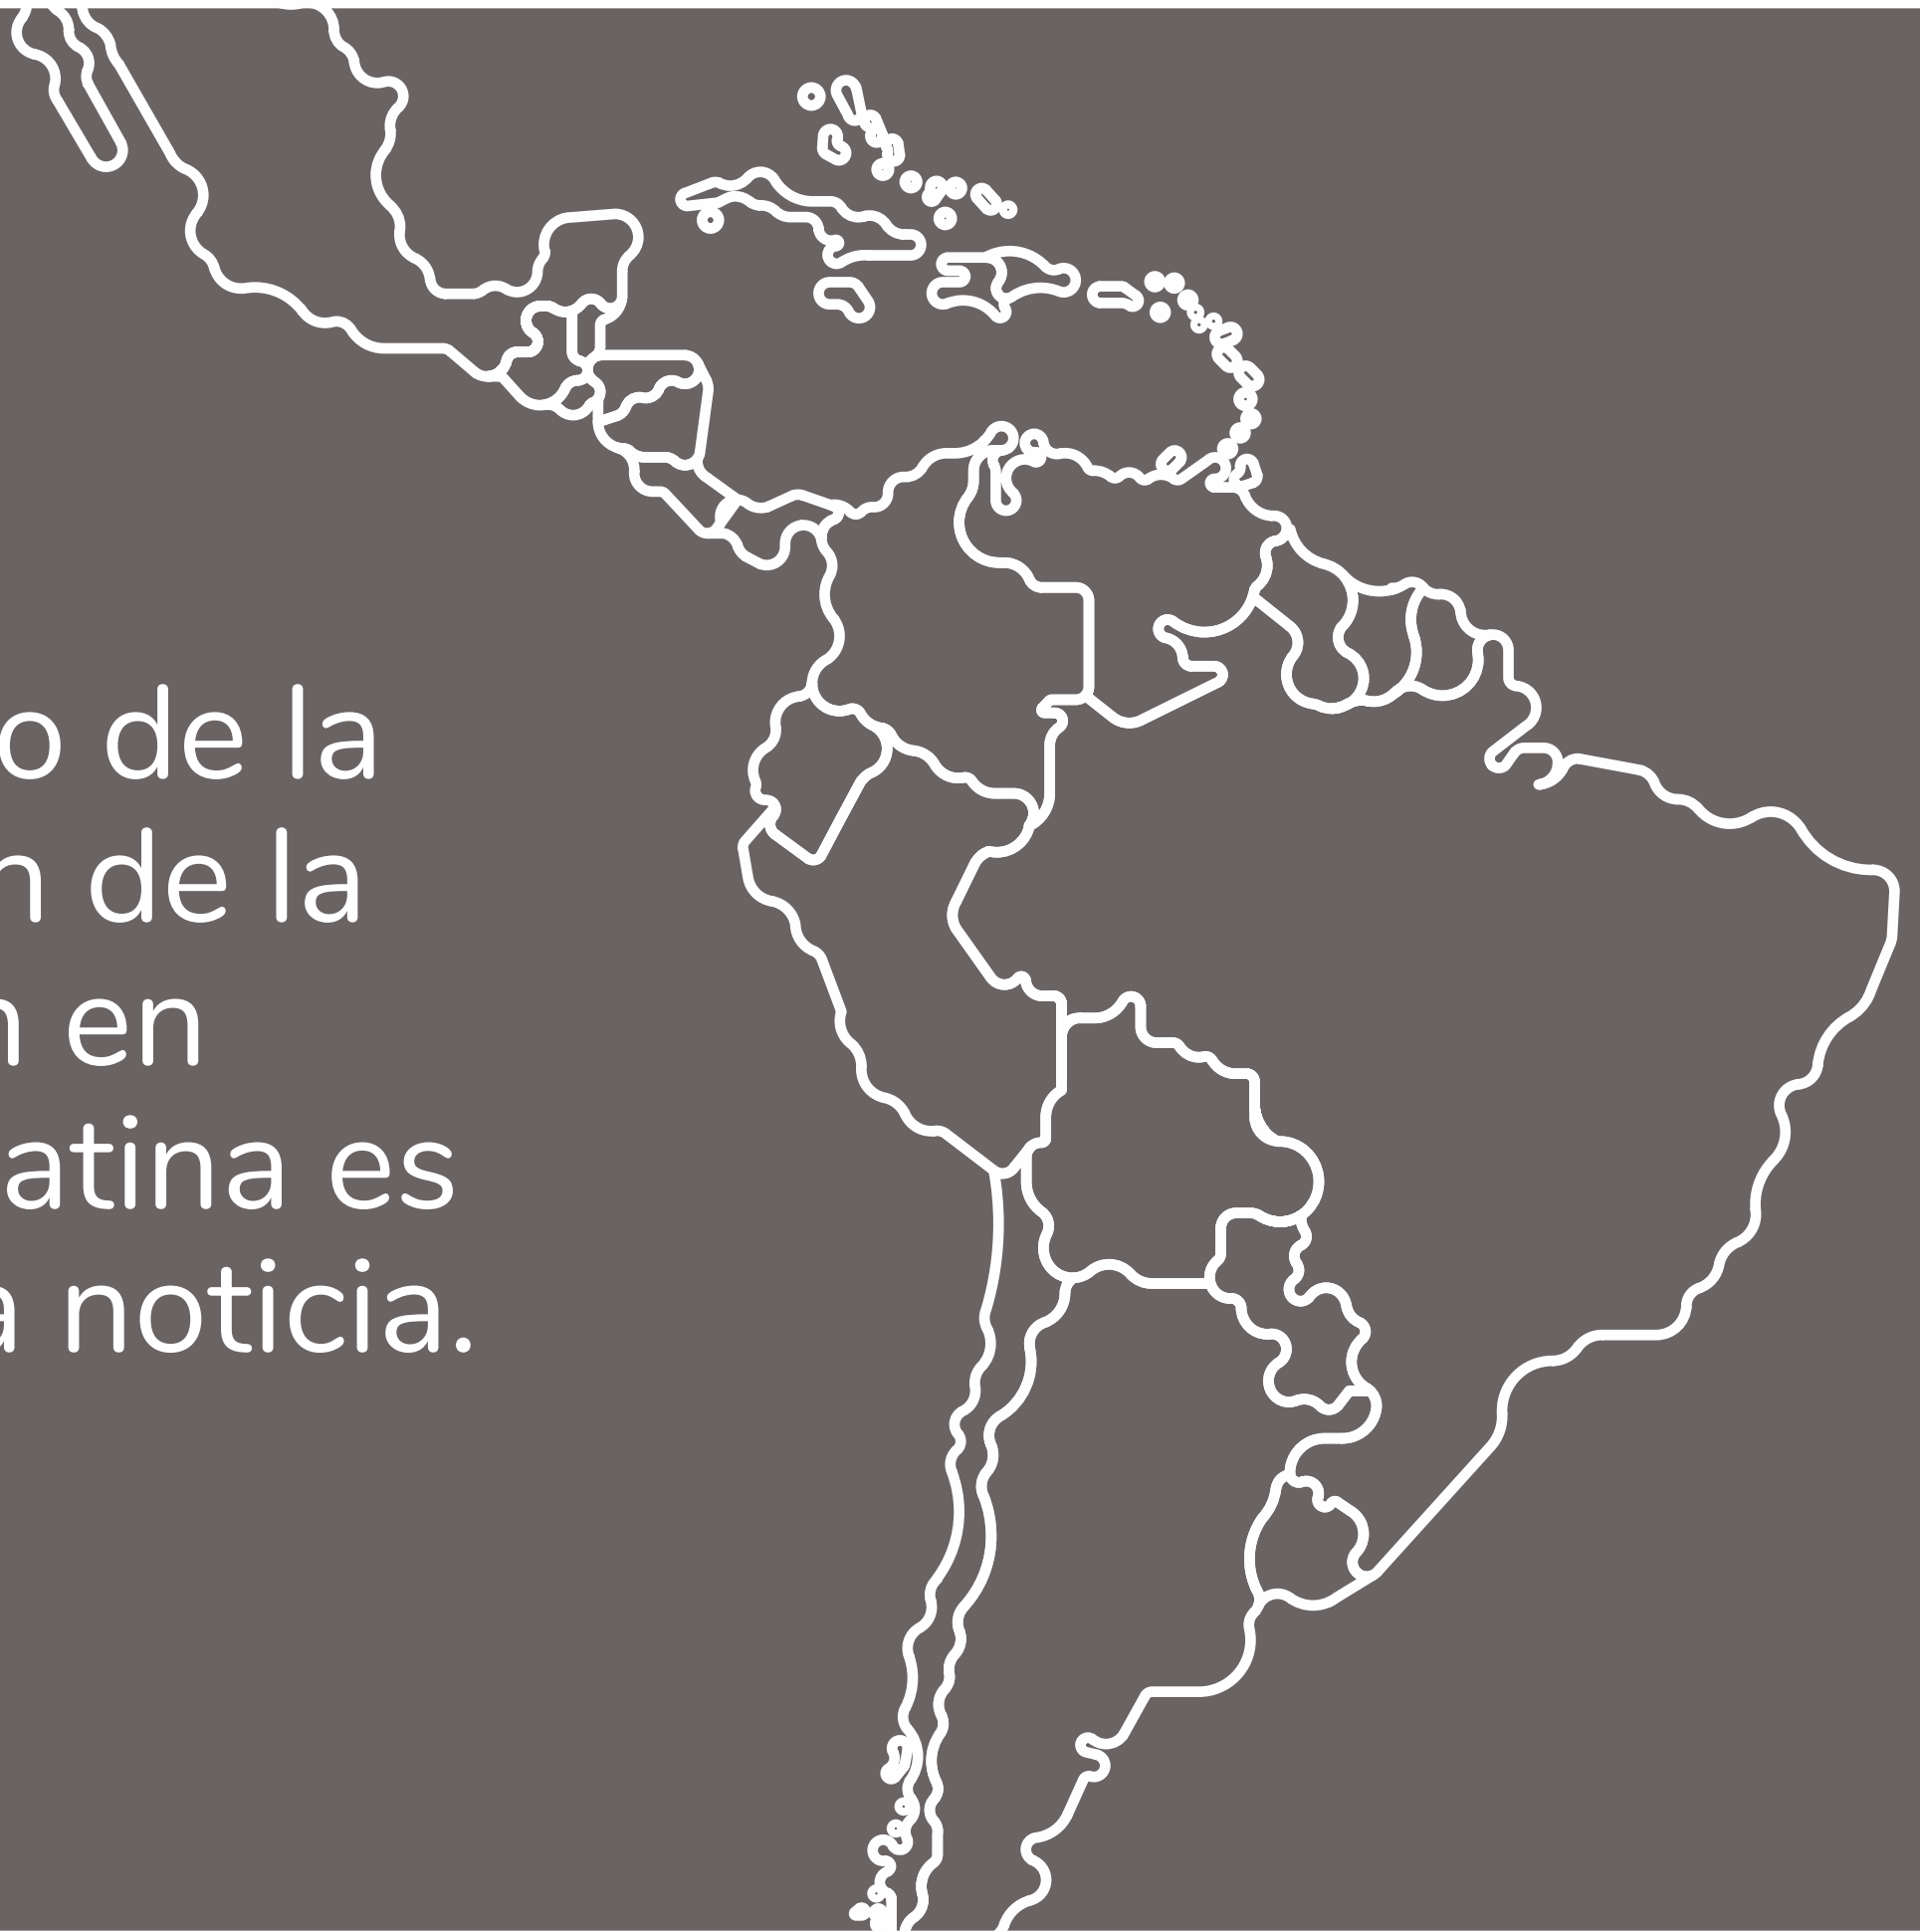 o de la
n de la
n en
atina es
a noticia.